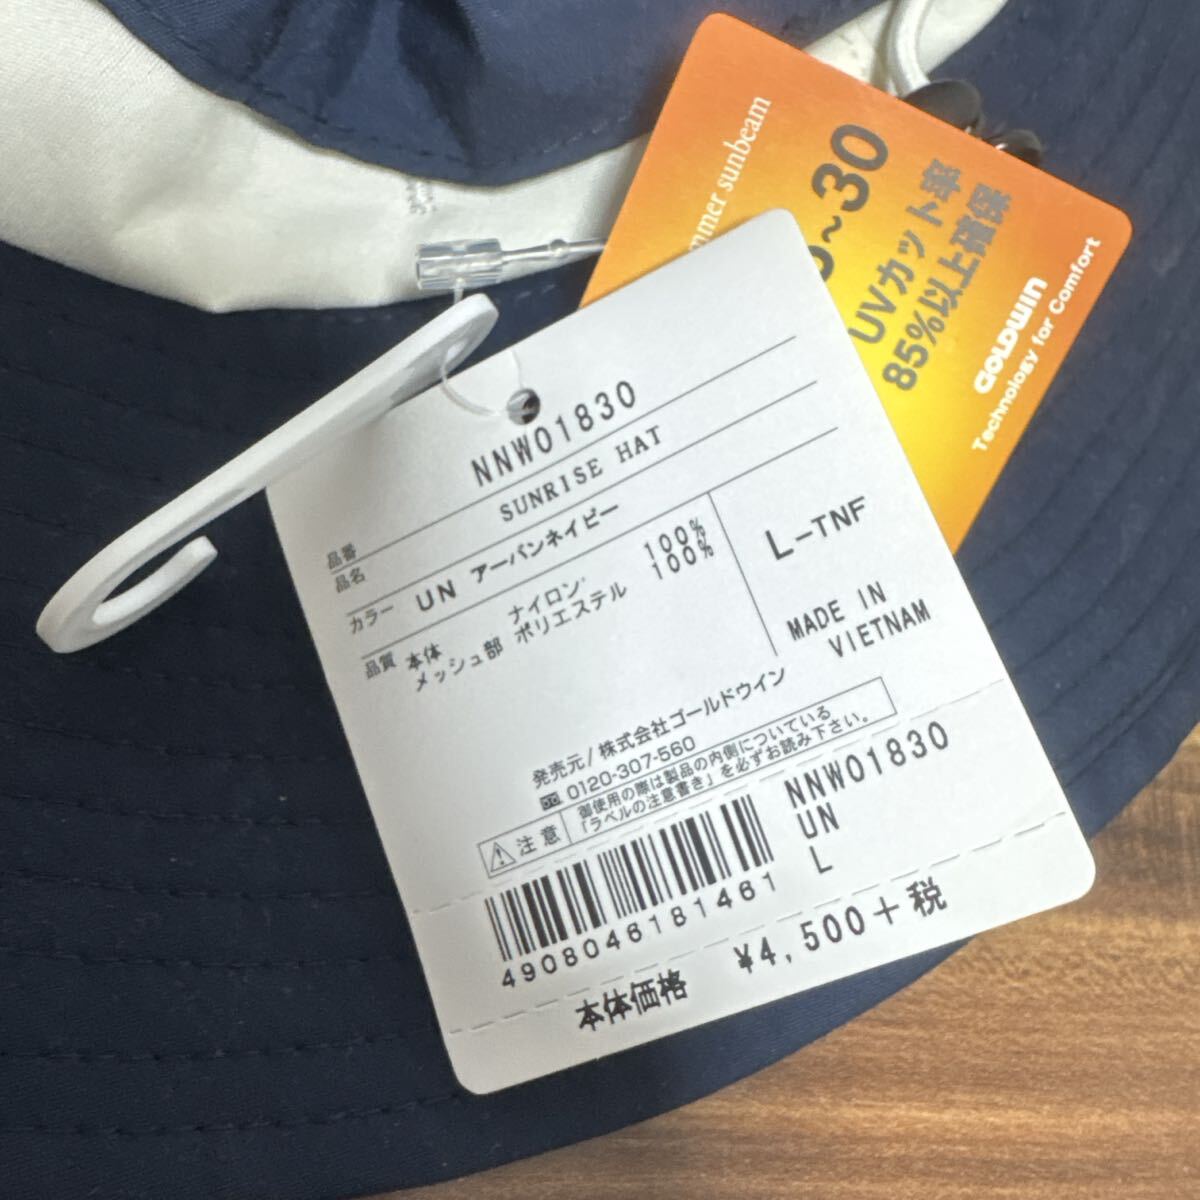 sunbeam
30
UVカット率
85%以上確保
GOLDWIN
Technology for Comfort
品番 NNW01830
品名 SUNRISE HAT
カラー UN アーバンネイビー
品質 本体 ナイロン 100%
メッシュ部 ポリエステル 100%
L-TNF
MADE IN
VIETNAM
発売元/株式会社ゴールドウイン
0120-307-560
注意
御使用の際は製品の内側についている
「ラベルの注意書き」を必ずお読み下さい。
NNW01830
UN
L
4908046181461
本体価格 ¥4,500+税